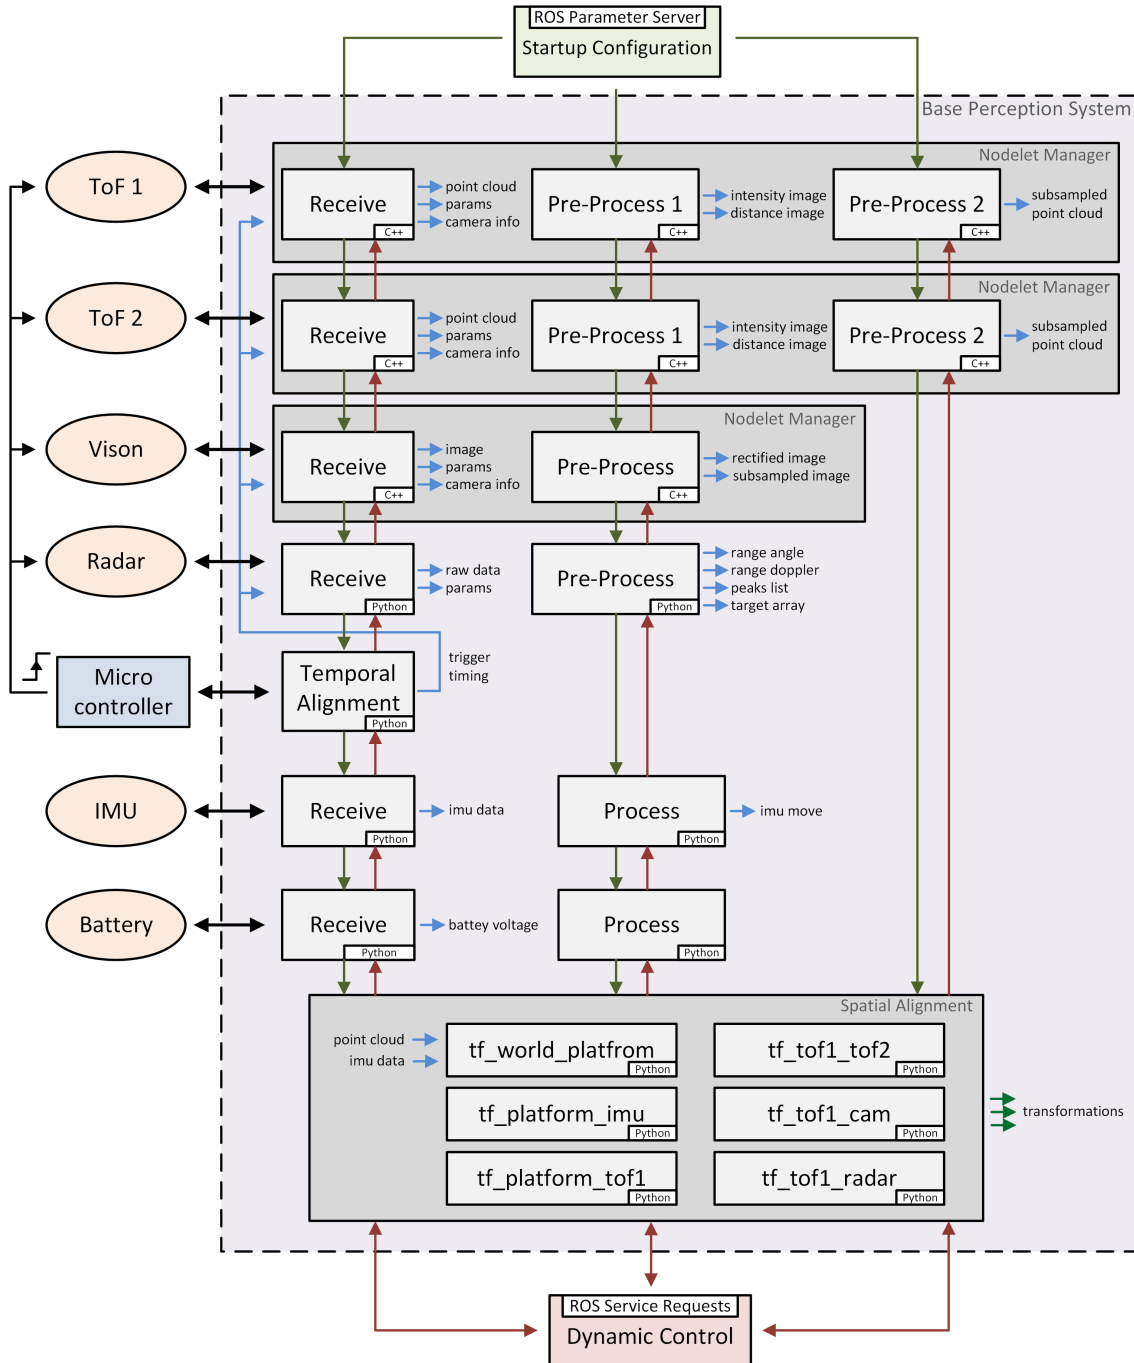 ROS Parameter Server
Startup Configuration
Base Perception System
Nodelet Manager
ToF 1
Receive
C++
point cloud
params
camera info
Pre-Process 1
C++
intensity image
distance image
Pre-Process 2
C++
subsampled
point cloud
Nodelet Manager
ToF 2
Receive
C++
point cloud
params
camera info
Pre-Process 1
C++
intensity image
distance image
Pre-Process 2
C++
subsampled
point cloud
Nodelet Manager
Vison
Receive
C++
image
params
camera info
Pre-Process
C++
rectified image
subsampled image
Radar
Receive
Python
raw data
params
Pre-Process
Python
range angle
range doppler
peaks list
target array
Micro
controller
Temporal
Alignment
Python
trigger
timing
IMU
Receive
Python
imu data
Process
Python
imu move
Battery
Receive
Python
battey voltage
Process
Python
Spatial Alignment
point cloud
imu data
tf_world_platfrom
Python
tf_tof1_tof2
Python
tf_platform_imu
Python
tf_tof1_cam
Python
tf_platform_tof1
Python
tf_tof1_radar
Python
transformations
ROS Service Requests
Dynamic Control